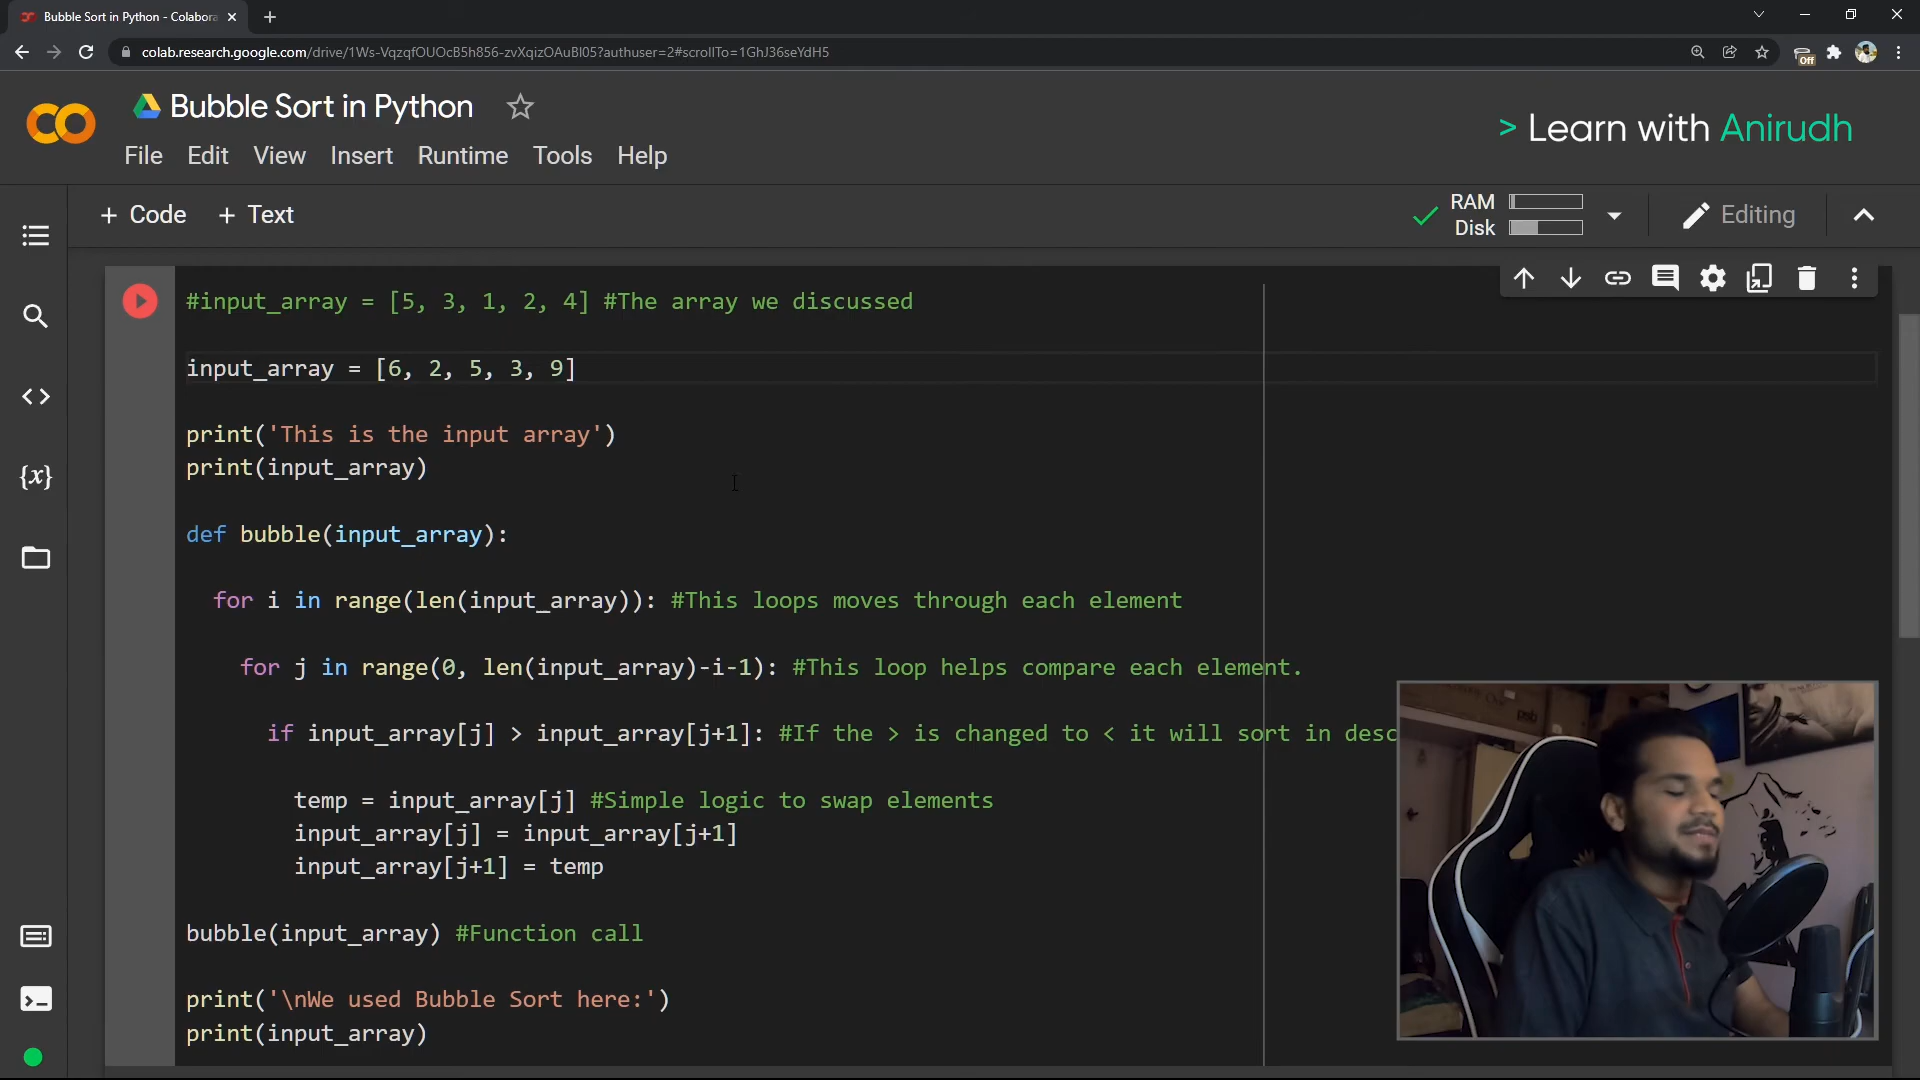 Bubble Sort in Python - Colabora
colab.research.google.com/drive/1Ws-VqzqfOUOcB5h856-zvXqizOAuBl05?authuser=2#scrollTo=1GhJ36seYdH5
Off
CO
Bubble Sort in Python
File Edit View Insert Runtime Tools Help
> Learn with Anirudh
+ Code + Text
RAM
Disk
Editing
#input_array = [5, 3, 1, 2, 4] #The array we discussed
input_array = [6, 2, 5, 3, 9]
print('This is the input array')
print(input_array)
def bubble(input_array):
for i in range(len(input_array)): #This loops moves through each element
for j in range(0, len(input_array)-i-1): #This loop helps compare each element.
if input_array[j] > input_array[j+1]: #If the > is changed to < it will sort in desc
temp = input_array[j] #Simple logic to swap elements
input_array[j] = input_array[j+1]
input_array[j+1] = temp
bubble(input_array) #Function call
print('\nWe used Bubble Sort here:')
print(input_array)
{x}